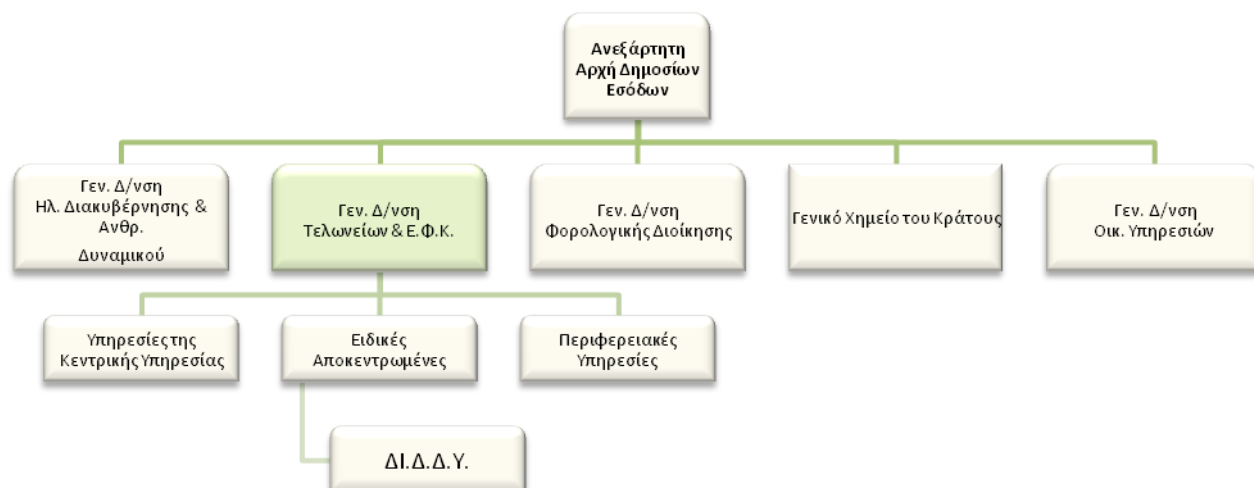 Ανεξάρτητη
Αρχή Δημοσίων
Εσόδων
Γεν. Δ/νση
Ηλ. Διακυβέρνησης &
Ανθρ.
Δυναμικού
Γεν. Δ/νση
Τελωνείων & Ε.Φ.Κ.
Γεν. Δ/νση
Φορολογικής Διοίκησης
Γενικό Χημείο του Κράτους
Γεν. Δ/νση
Οικ. Υπηρεσιών
Υπηρεσίες της
Κεντρικής Υπηρεσίας
Ειδικές
Αποκεντρωμένες
Περιφερειακές
Υπηρεσίες
ΔΙ.Δ.Δ.Υ.